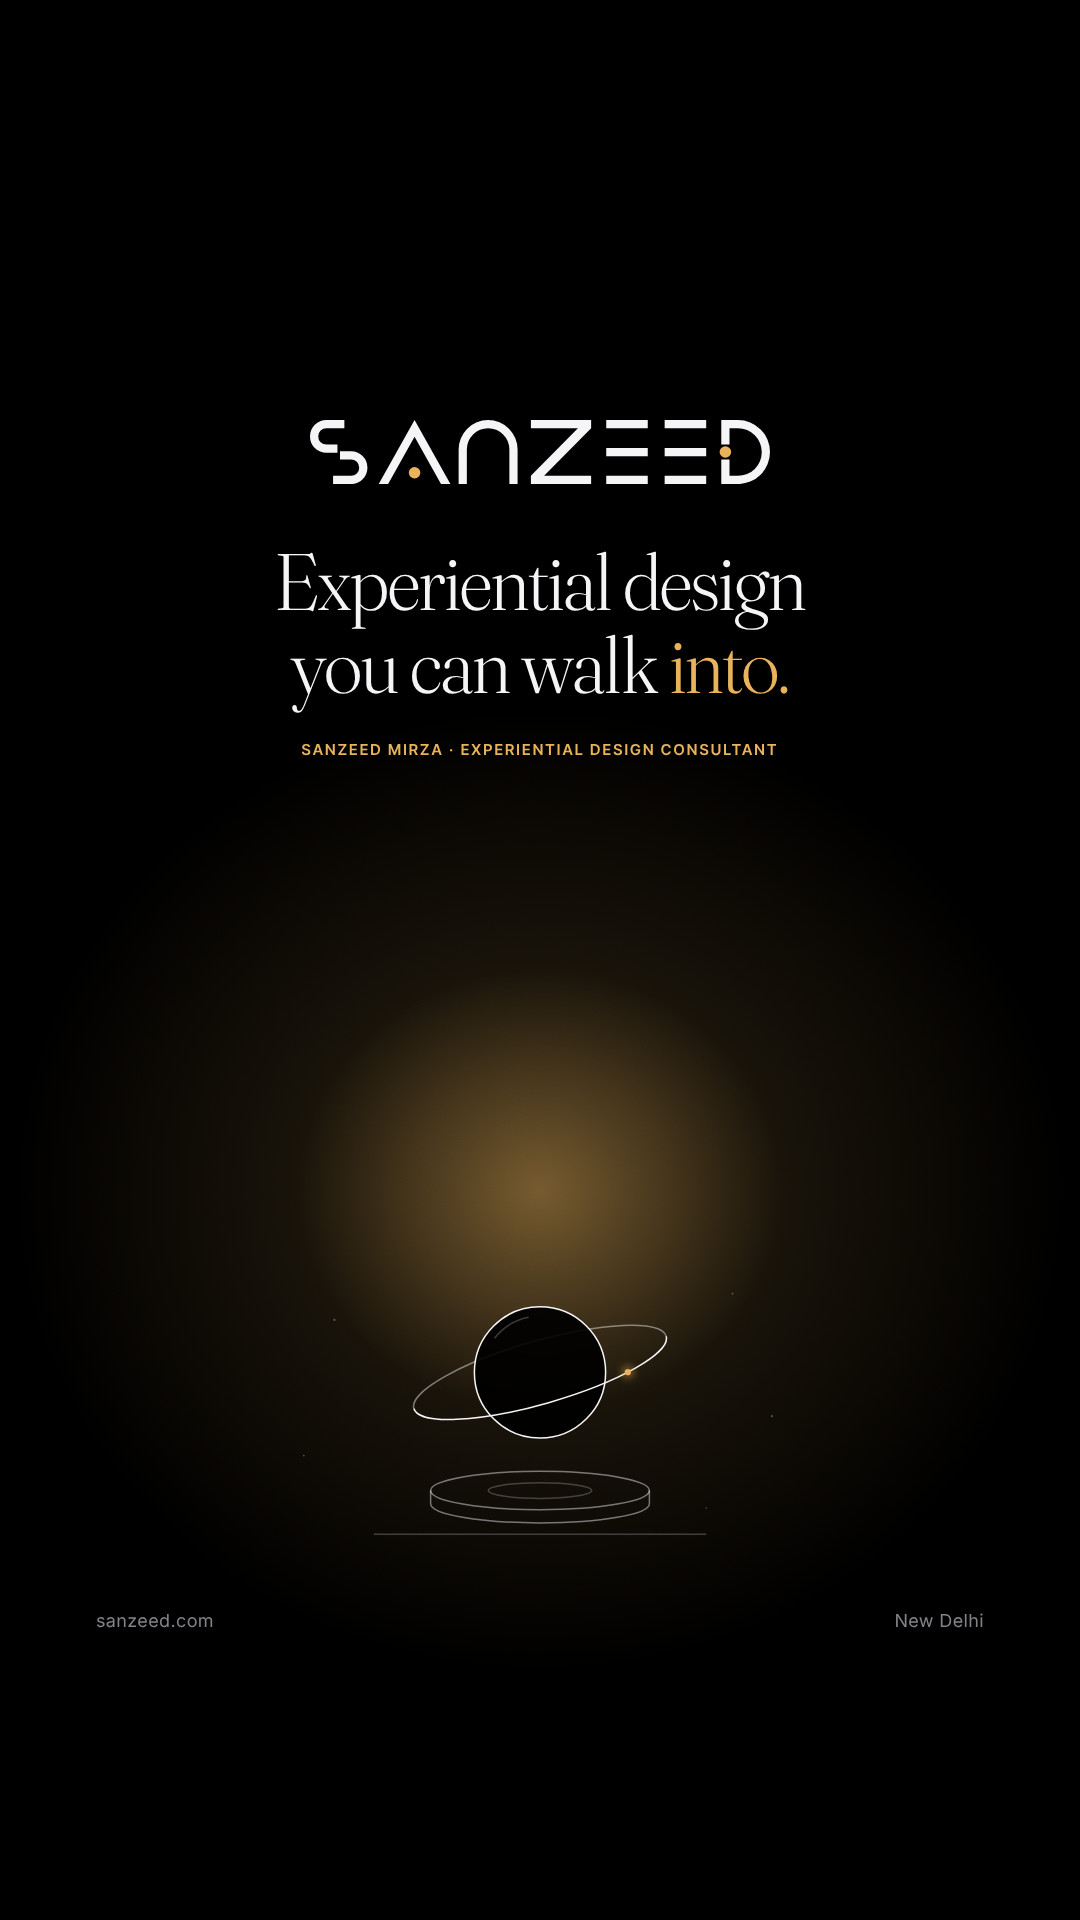 SANZEED
Experiential design
you can walk into.
SANZEED MIRZA · EXPERIENTIAL DESIGN CONSULTANT
sanzeed.com
New Delhi